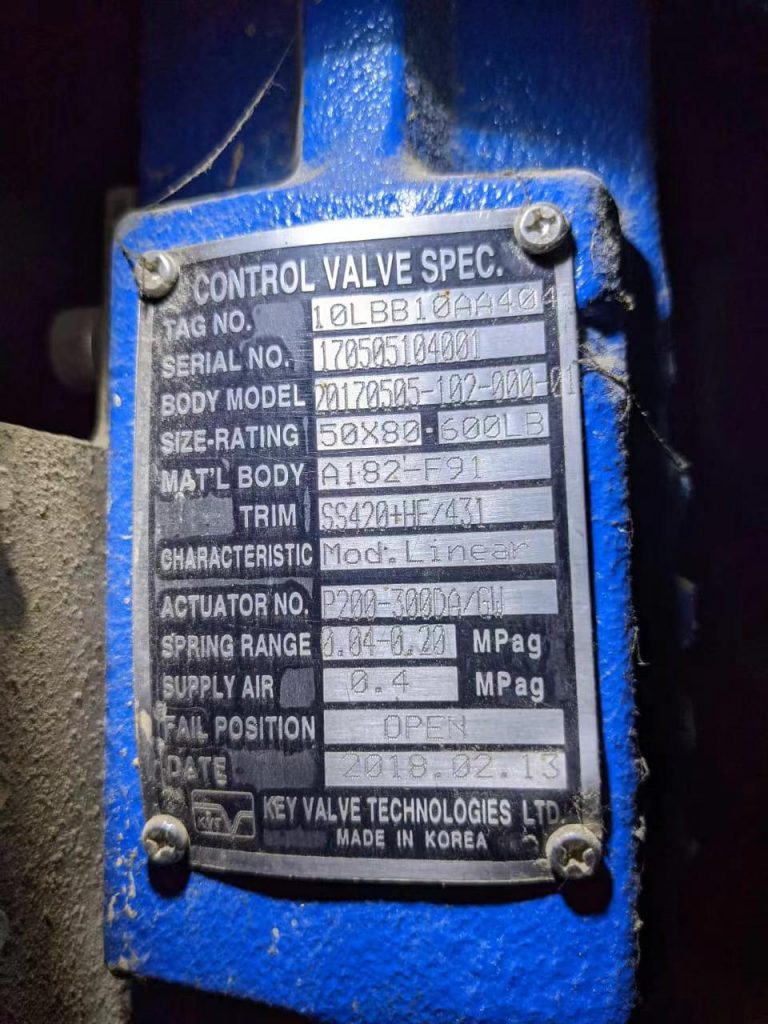 CONTROL VALVE SPEC.
TAG NO. 10LBB10AA404
SERIAL NO. 170505104001
BODY MODEL 20170505-102-000-01
SIZE-RATING 50X80-600LB
MAT'L BODY A182-F91
TRIM SS420+HF/431
CHARACTERISTIC Mod.Linear
ACTUATOR NO. P200-300DA/GW
SPRING RANGE 0.04-0.20 MPag
SUPPLY AIR 0.4 MPag
FAIL POSITION OPEN
DATE 2018.02.13
KVT KEY VALVE TECHNOLOGIES LTD.
MADE IN KOREA